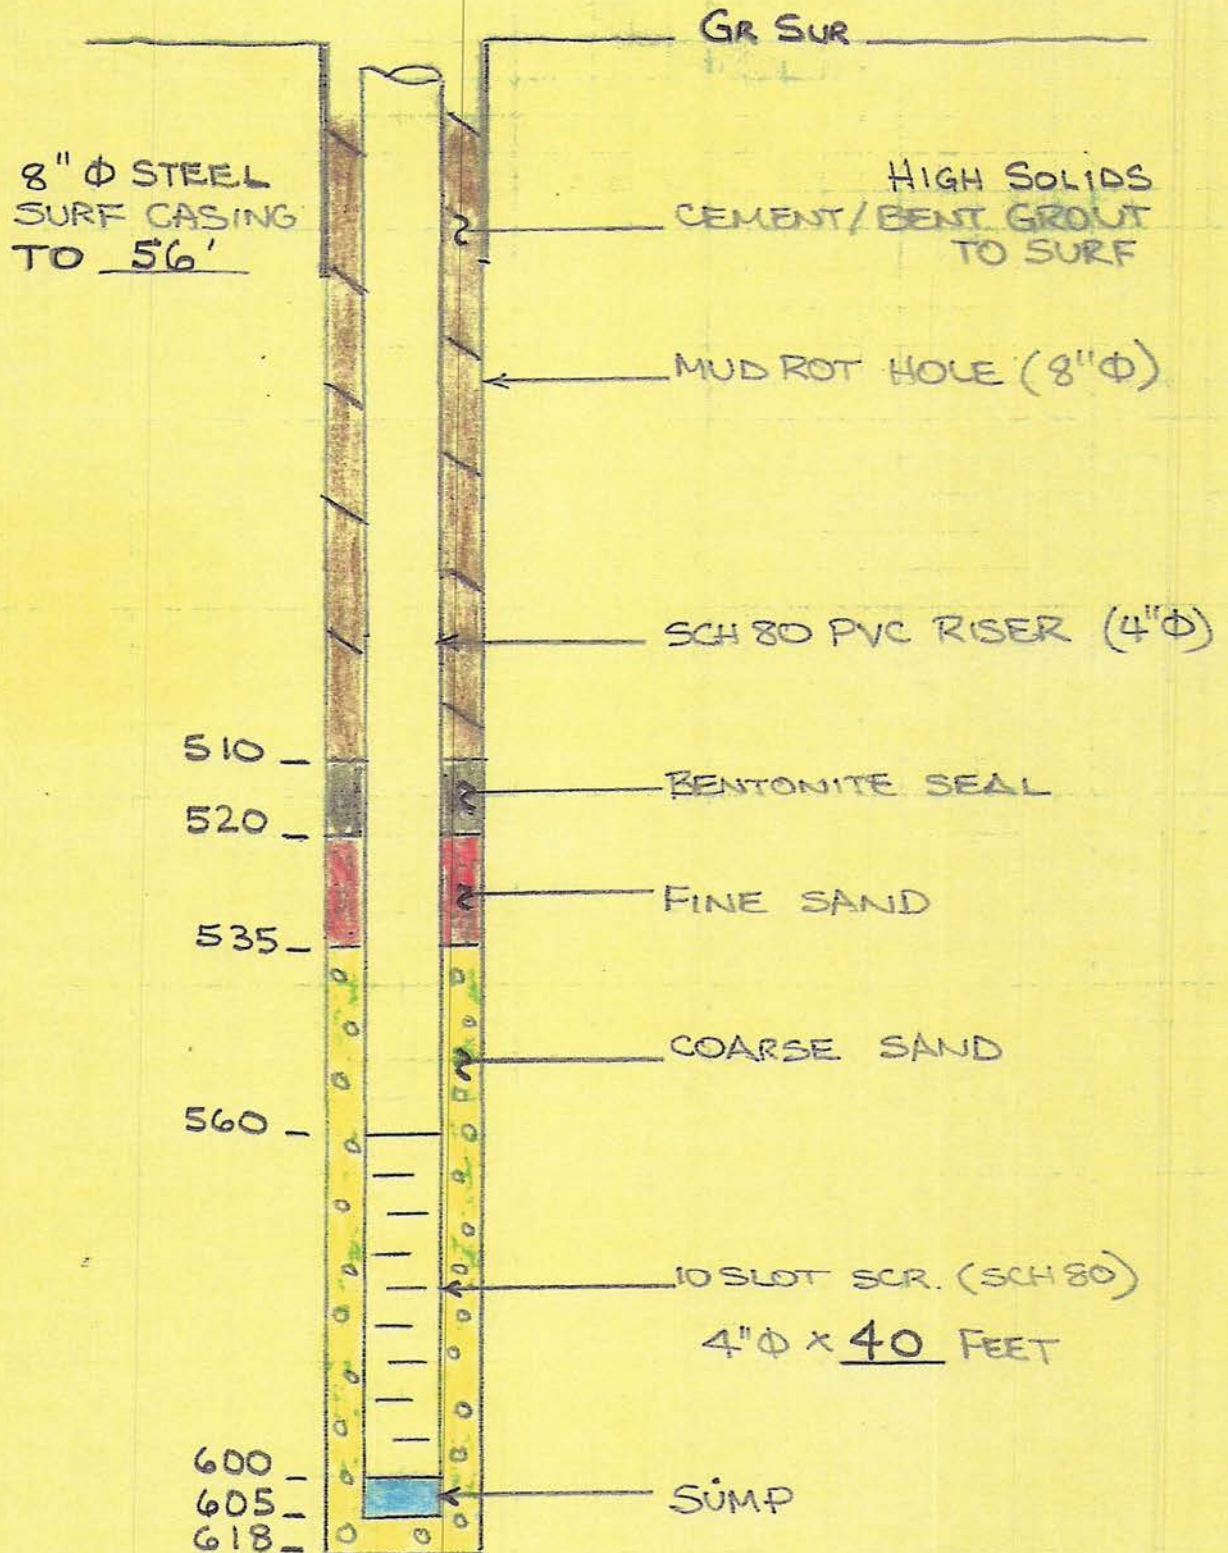 GR SUR
8" Φ STEEL
SURF CASING
TO 56'
HIGH SOLIDS
CEMENT/BENT GROUT
TO SURF
MUD ROT HOLE (8"Φ)
SCH 80 PVC RISER (4"Φ)
510
BENTONITE SEAL
520
FINE SAND
535
COARSE SAND
560
10 SLOT SCR. (SCH 80)
4"Φ x 40 FEET
600
SUMP
605
618